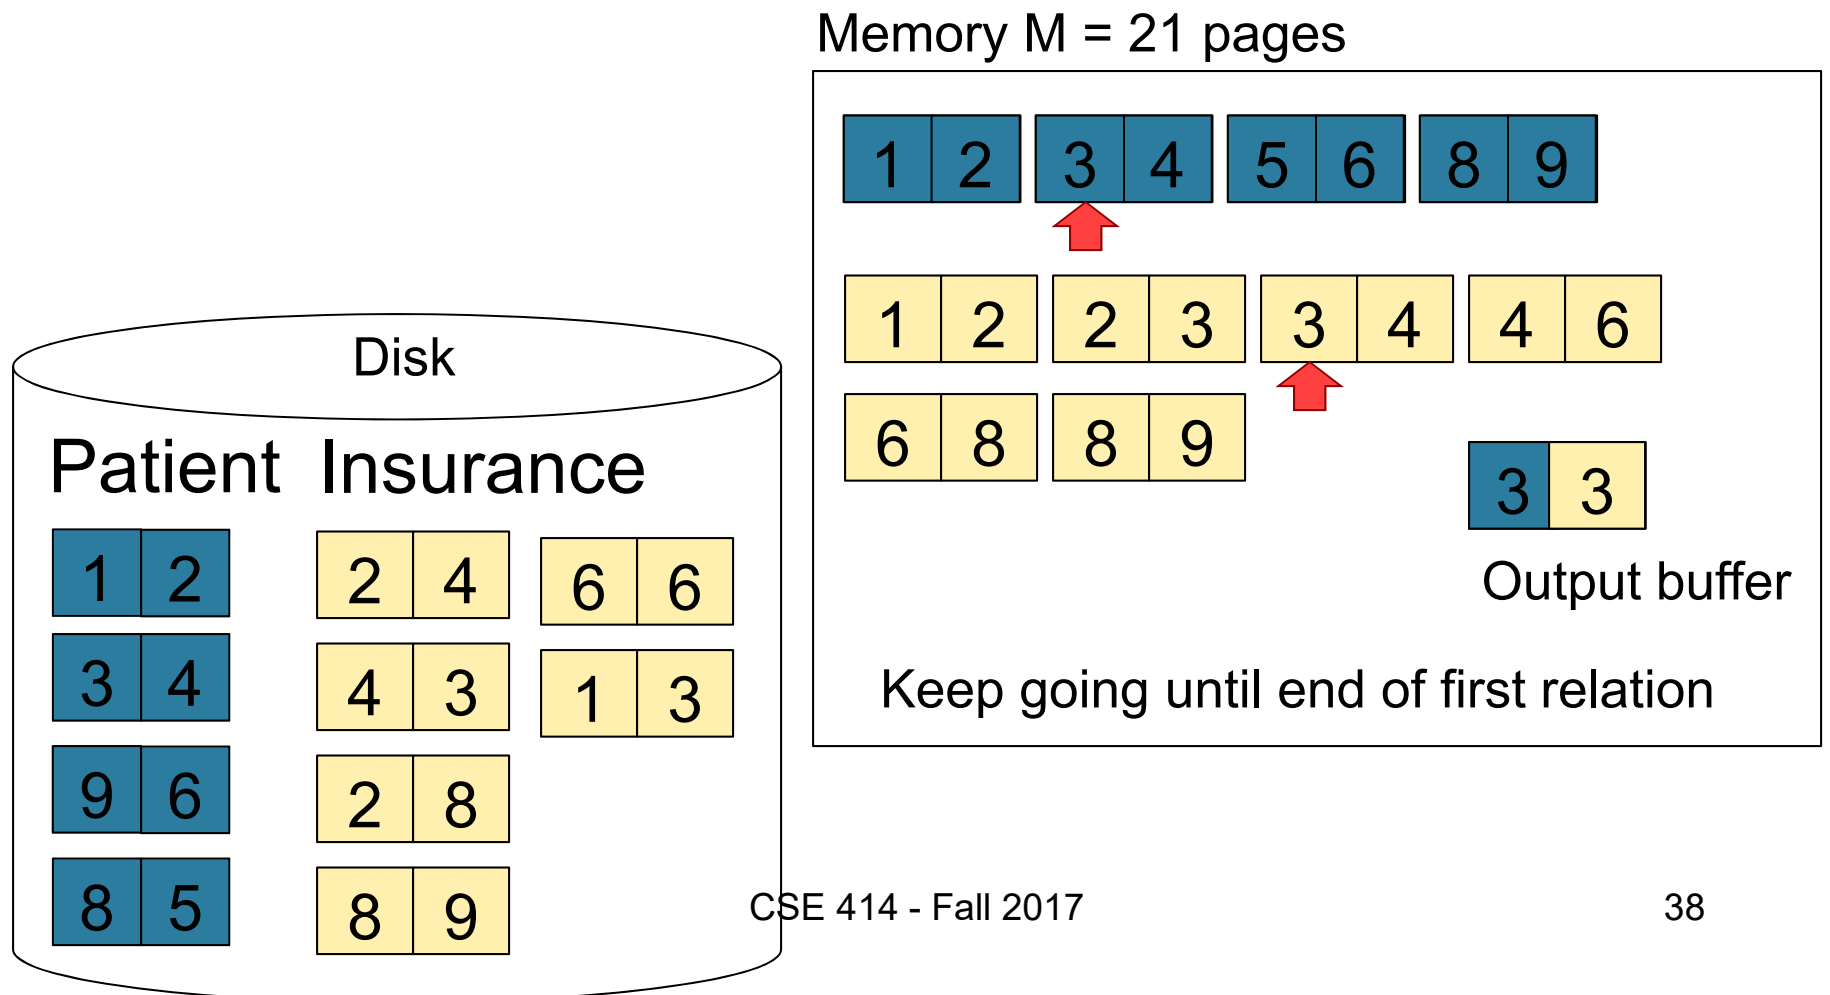 Memory M = 21 pages
1 2 3 4 5 6 8 9
1 2 2 3 3 4 4 6
6 8 8 9
3 3
Output buffer
Keep going until end of first relation
Disk
Patient Insurance
1 2 2 4 6 6
3 4 4 3 1 3
9 6 2 8
8 5 8 9
CSE 414 - Fall 2017
38